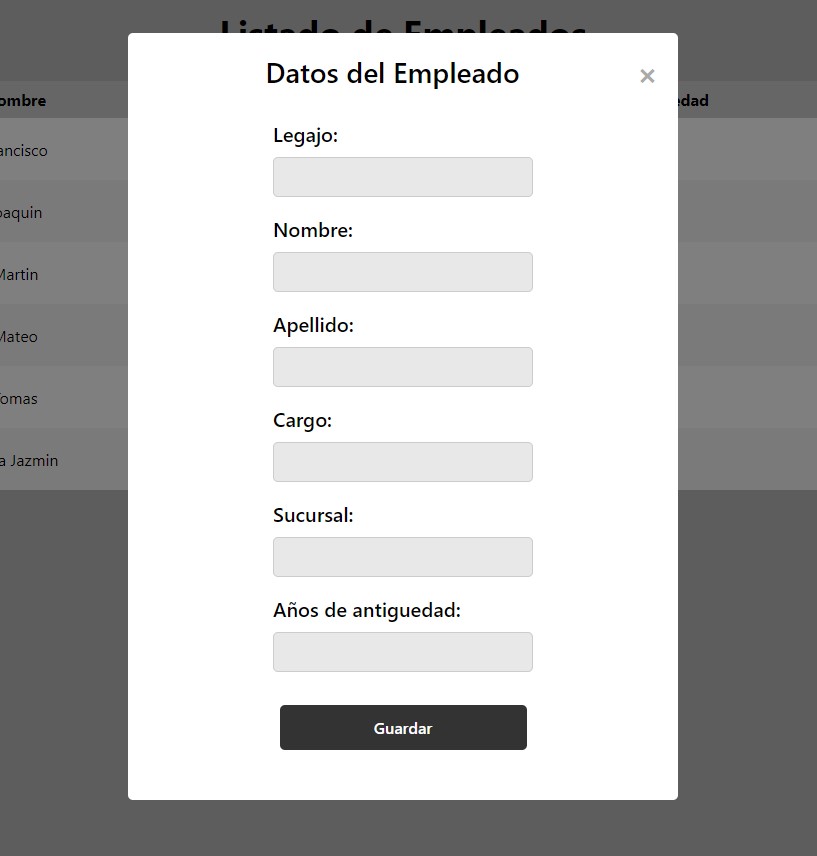 Listado de Empleados
Datos del Empleado
×
Legajo:
Nombre:
Apellido:
Cargo:
Sucursal:
Años de antiguedad:
Guardar
ombre
edad
ancisco
oaquin
Martin
Mateo
omas
a Jazmin